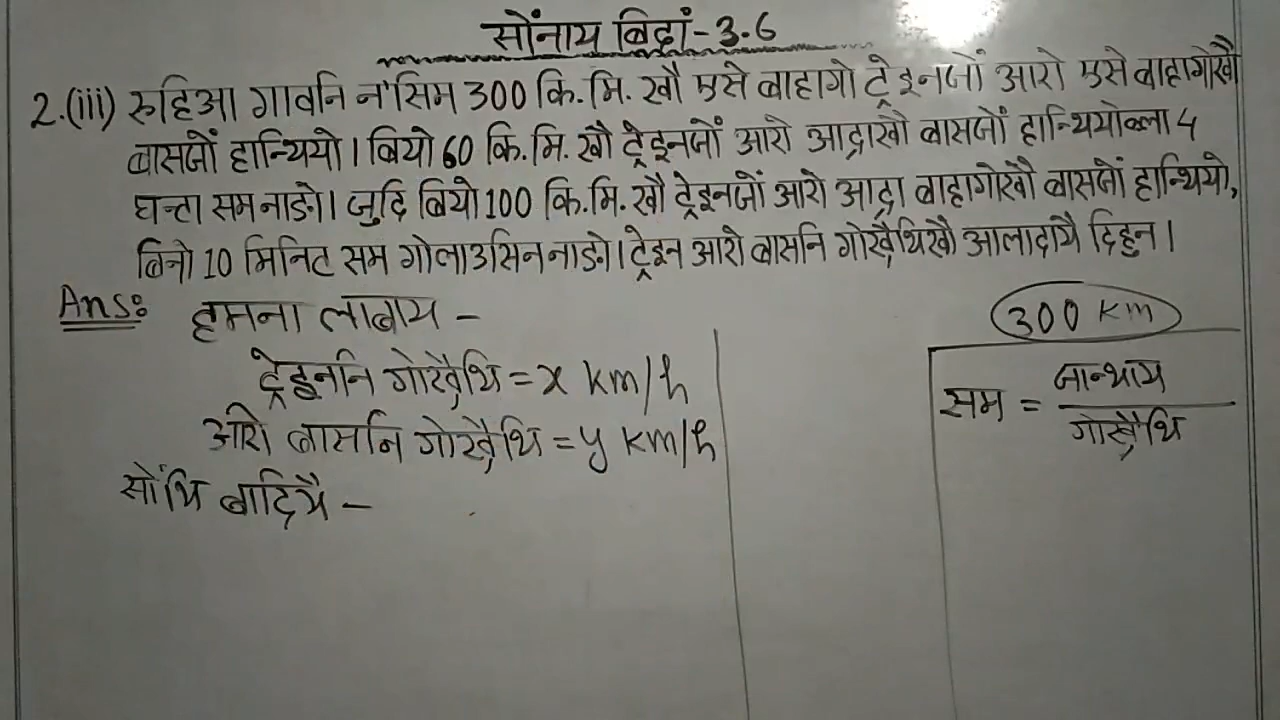 सोंनाय बिदां-3.6
2.(iii) रुहिआ गावनि न'सिम 300 कि.मि. खौ एसे बाहागो ट्रेइनजों आरो एसे बाहागोखौ
बासजों हान्थियो। बियो 60 कि.मि. खौ ट्रेइनजों आरो आद्राखौ बासजों हान्थियोब्ला 4
घन्टा सम नाङो। जुदि बियो 100 कि.मि. खौ ट्रेइनजों आरो आद्रा बाहागोखौ बासजों हान्थियो,
बिनो 10 मिनिट सम गोलाउसिन नाङो। ट्रेइन आरो बासनि गोख्रैथिखौ आलादायै दिहुन।
Ans: हमना लाबाय -
300 km
ट्रेइननि गोख्रैथि = x km/h
सम = जान्थाय / गोख्रैथि
आरो बासनि गोख्रैथि = y km/h
सोंथि बादियै -